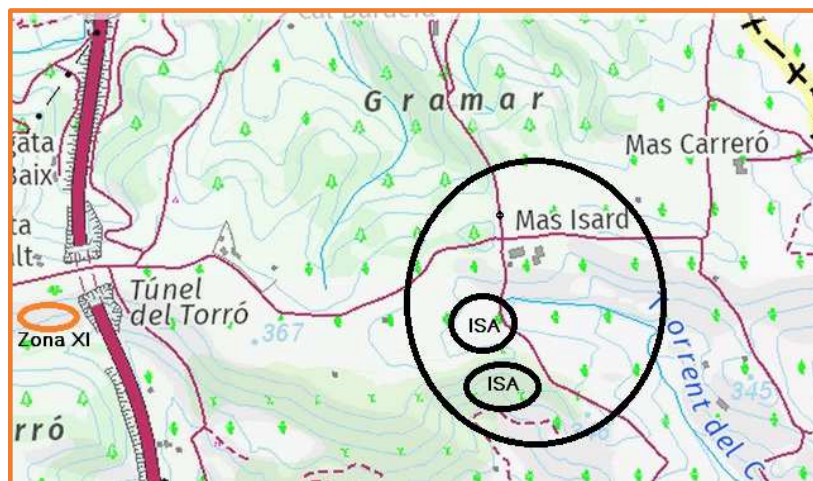 Gramar
gata
Baix
Mas Carreró
ta
alt
Mas Isard
Túnel
del Torró
367
ISA
Zona XI
ISA
345
rró
Torrent del C